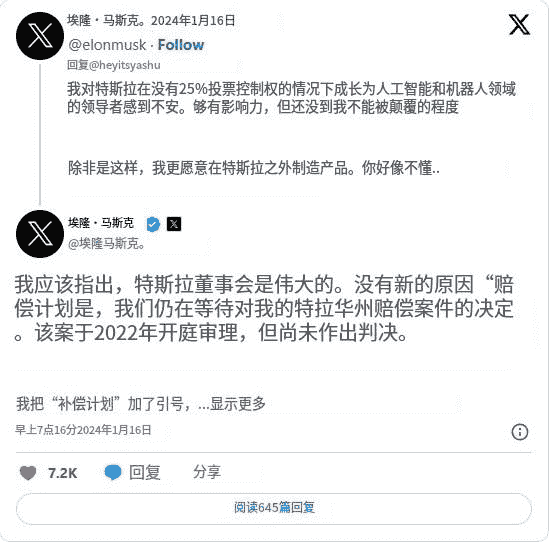 埃隆·马斯克。2024年1月16日
@elonmusk · Follow
回复@heyitsyashu
我对特斯拉在没有25%投票控制权的情况下成长为人工智能和机器人领域
的领导者感到不安。够有影响力，但还没到我不能被颠覆的程度
除非是这样，我更愿意在特斯拉之外制造产品。你好像不懂..
埃隆·马斯克
@埃隆马斯克。
我应该指出，特斯拉董事会是伟大的。没有新的原因“赔
偿计划是，我们仍在等待对我的特拉华州赔偿案件的决定
。该案于2022年开庭审理，但尚未作出判决。
我把“补偿计划”加了引号，...显示更多
早上7点16分2024年1月16日
7.2K 回复 分享
阅读645篇回复